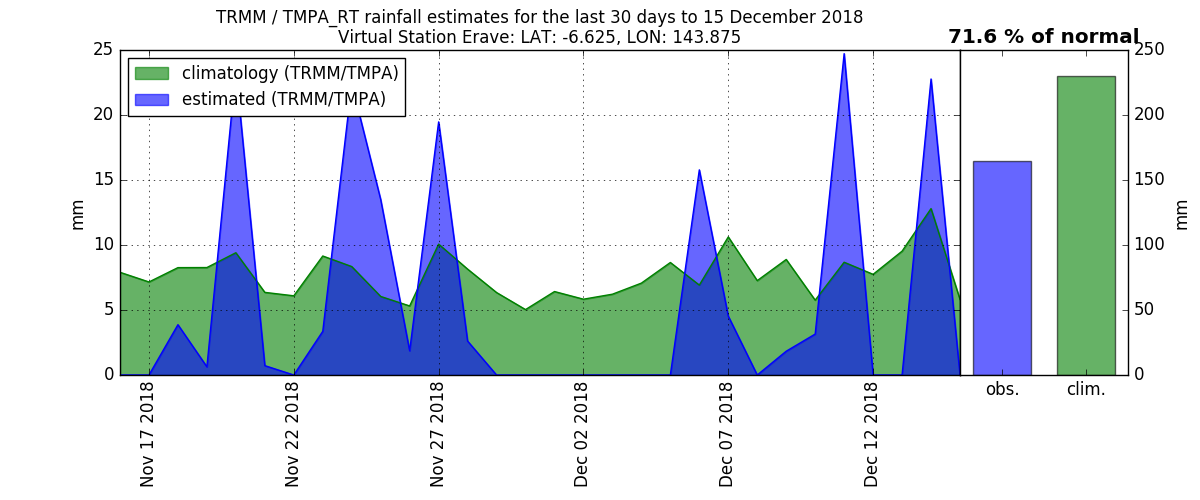 TRMM / TMPA_RT rainfall estimates for the last 30 days to 15 December 2018
Virtual Station Erave: LAT: -6.625, LON: 143.875
71.6 % of normal
climatology (TRMM/TMPA)
estimated (TRMM/TMPA)
mm
25
20
15
10
5
0
Nov 17 2018
Nov 22 2018
Nov 27 2018
Dec 02 2018
Dec 07 2018
Dec 12 2018
obs.
clim.
250
200
150
100
50
0
mm